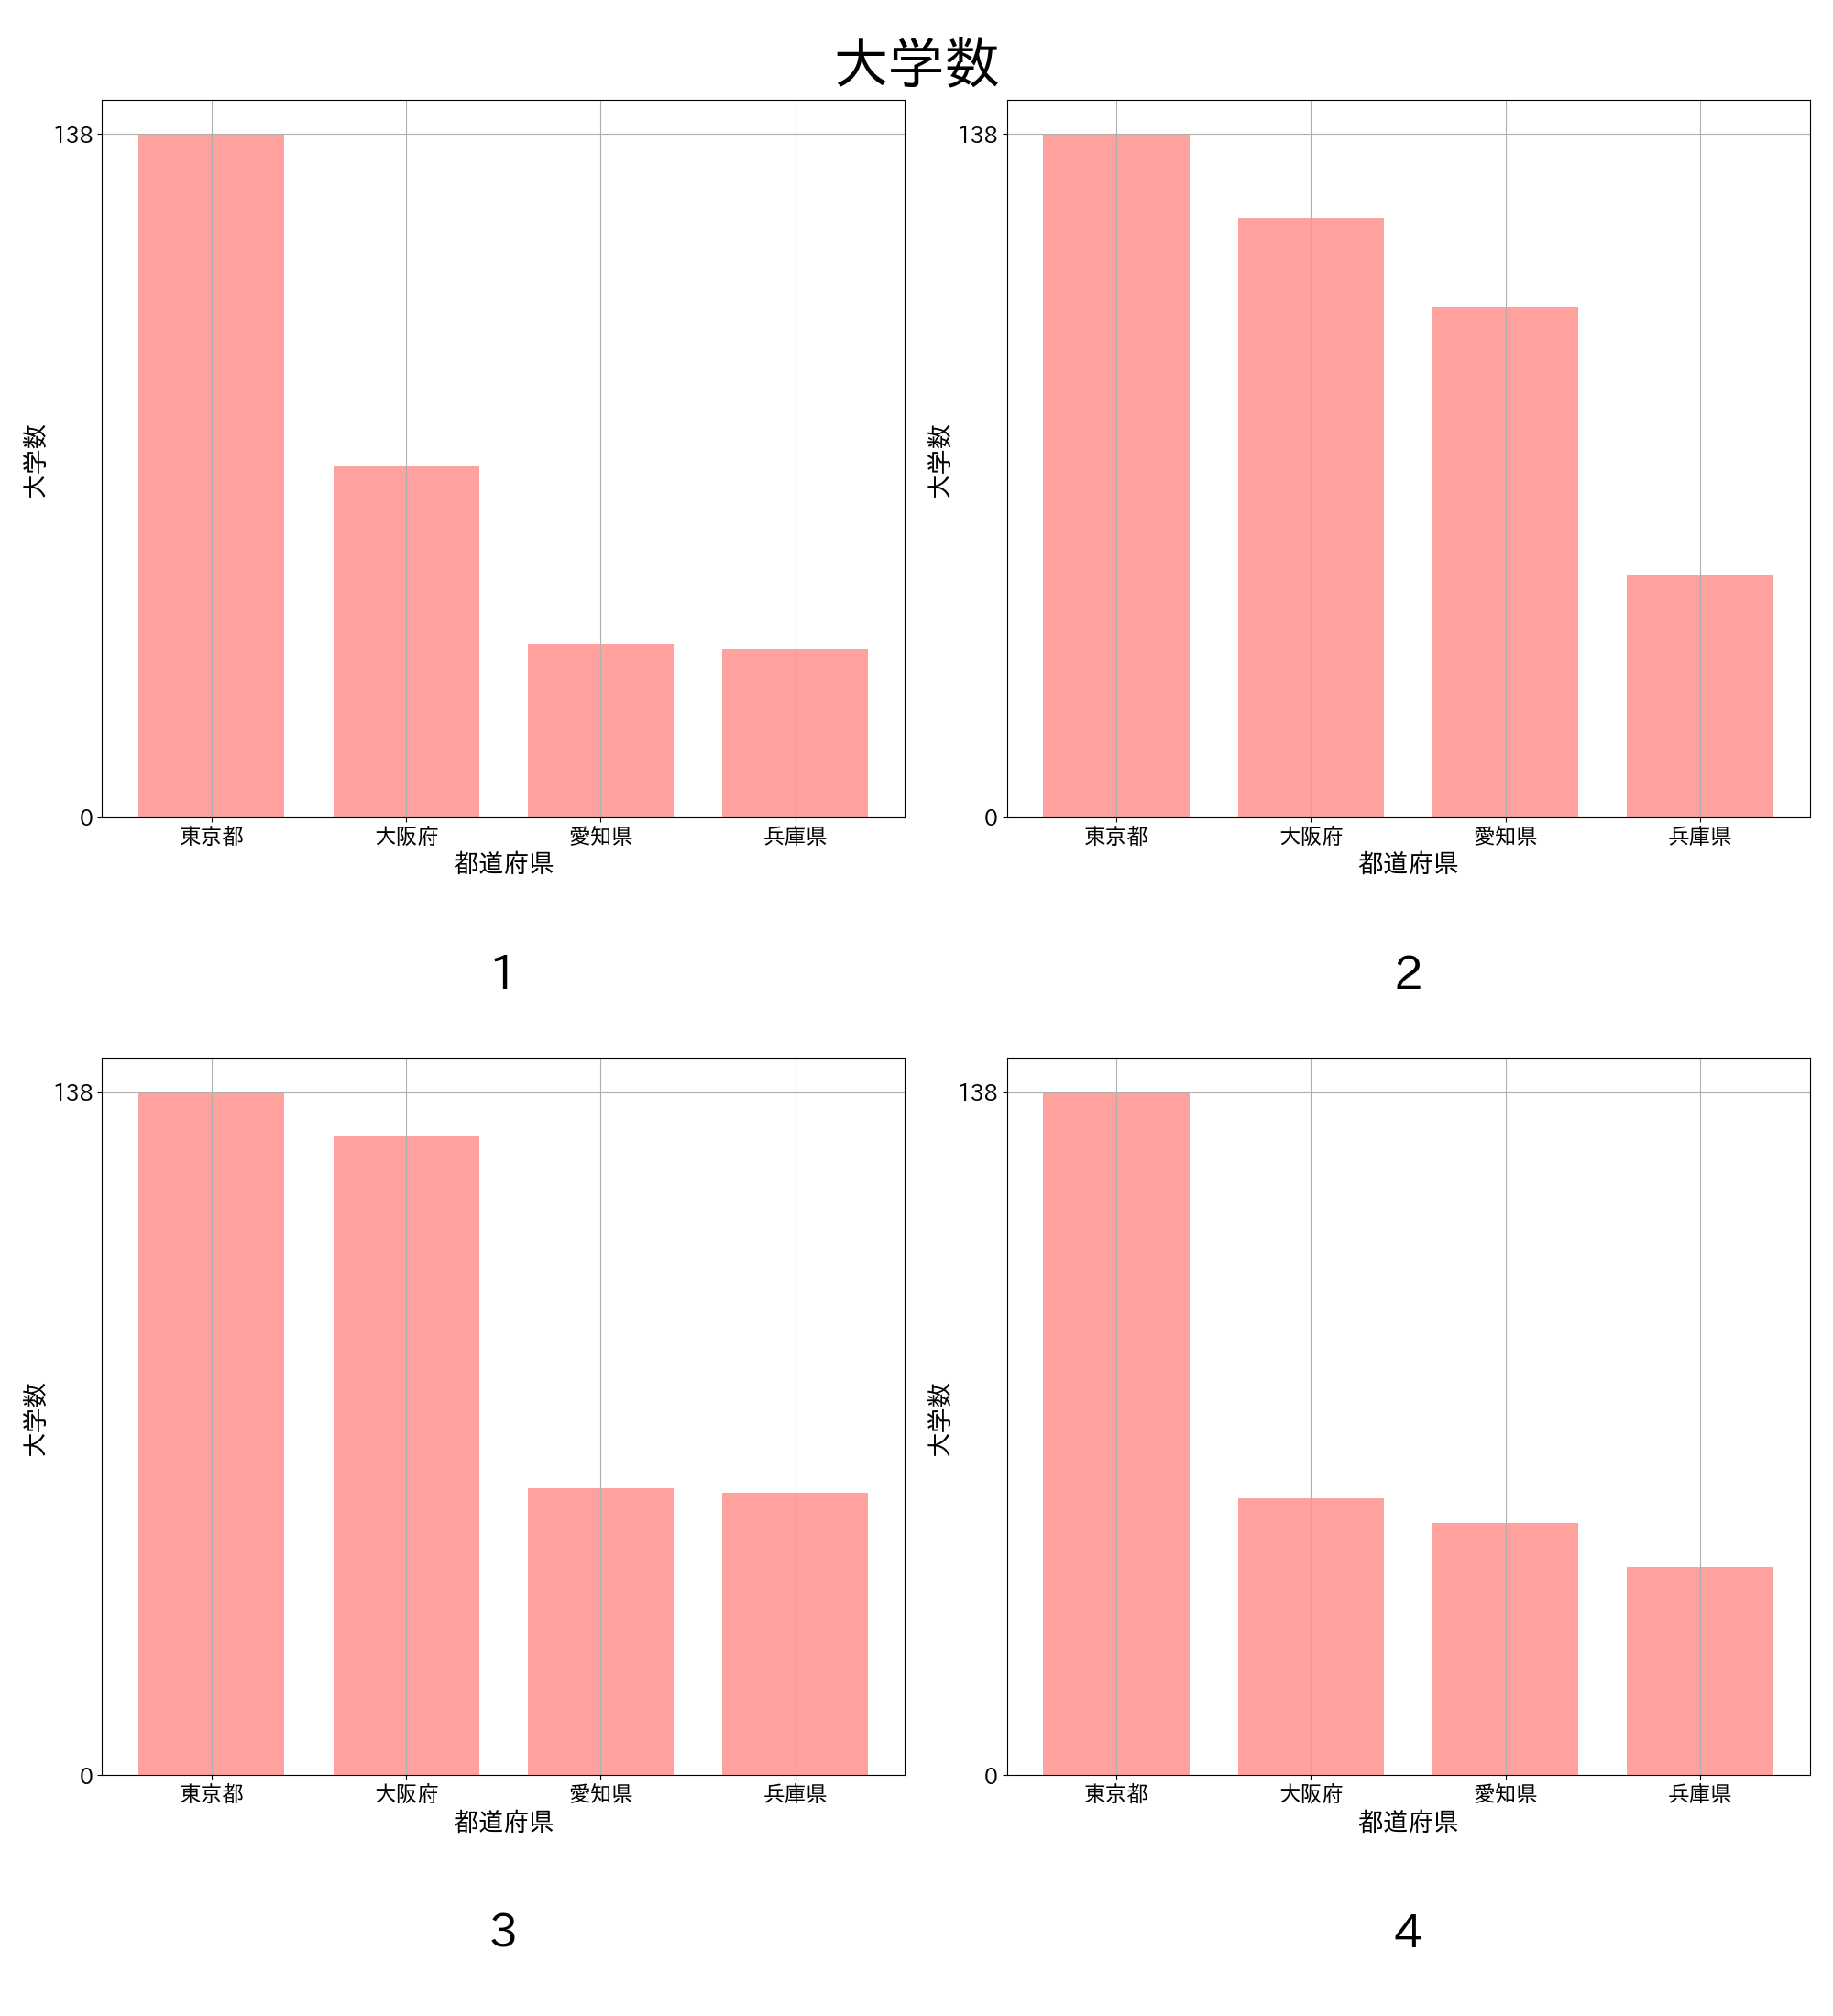 大学数
138
0
大学数
東京都 大阪府 愛知県 兵庫県
都道府県
1
138
0
大学数
東京都 大阪府 愛知県 兵庫県
都道府県
2
138
0
大学数
東京都 大阪府 愛知県 兵庫県
都道府県
3
138
0
大学数
東京都 大阪府 愛知県 兵庫県
都道府県
4